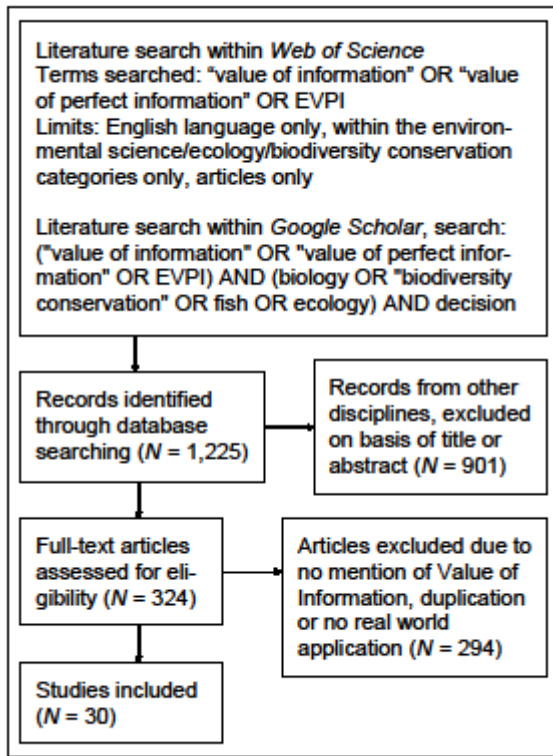 Literature search within Web of Science
Terms searched: “value of information” OR “value
of perfect information” OR EVPI
Limits: English language only, within the environ-
mental science/ecology/biodiversity conservation
categories only, articles only
Literature search within Google Scholar, search:
("value of information" OR "value of perfect infor-
mation" OR EVPI) AND (biology OR "biodiversity
conservation" OR fish OR ecology) AND decision
Records identified
through database
searching (N = 1,225)
Records from other
disciplines, excluded
on basis of title or
abstract (N = 901)
Full-text articles
assessed for eli-
gibility (N = 324)
Articles excluded due to
no mention of Value of
Information, duplication
or no real world
application (N = 294)
Studies included
(N = 30)